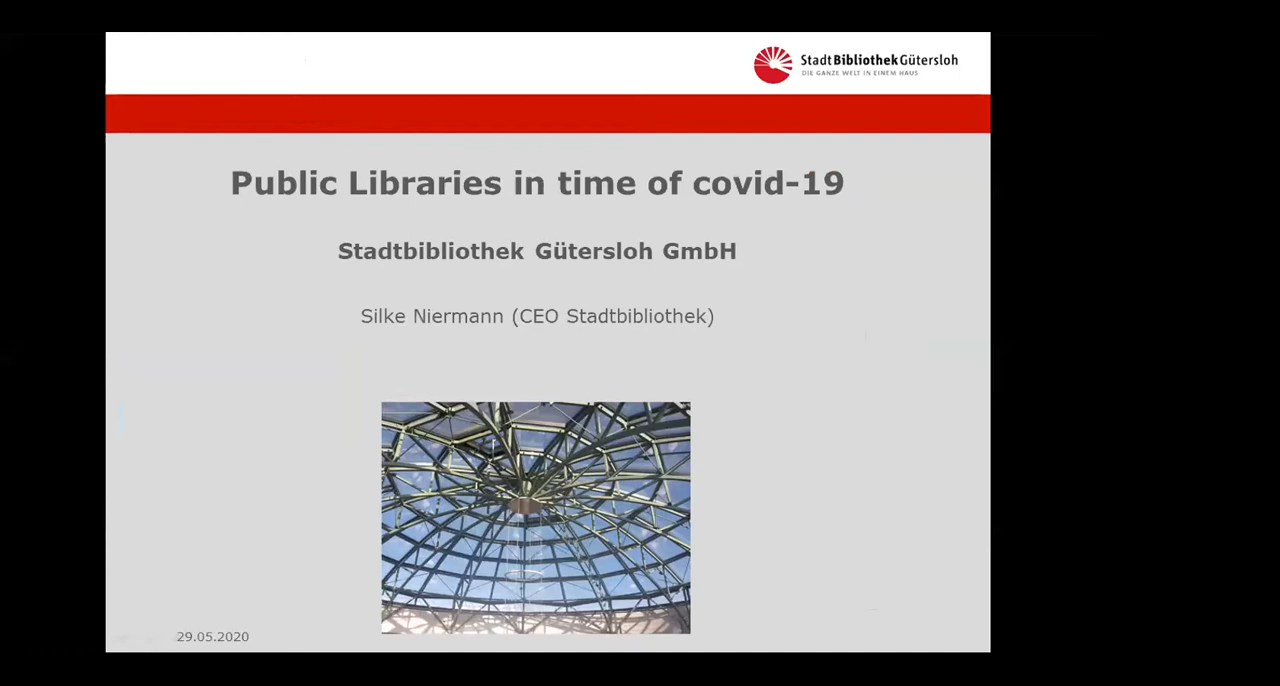 StadtBibliothekGütersloh
DIE GANZE WELT IN EINEM HAUS
Public Libraries in time of covid-19
Stadtbibliothek Gütersloh GmbH
Silke Niermann (CEO Stadtbibliothek)
29.05.2020